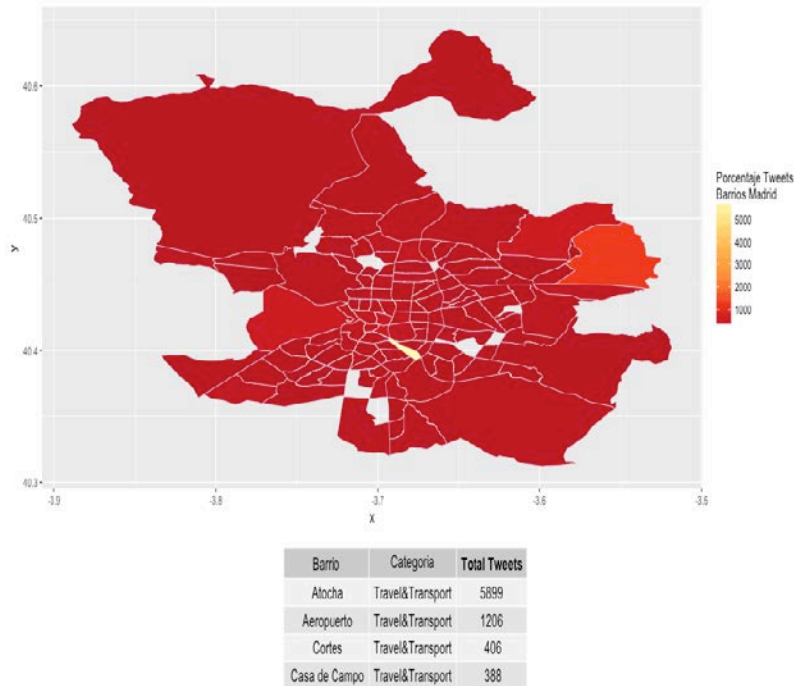 40.6
40.5
40.4
40.3
y
-3.9
-3.8
-3.7
-3.6
-3.5
x
Porcentaje Tweets
Barrios Madrid
5000
4000
3000
2000
1000
Barrio Categoria Total Tweets
Atocha Travel&Transport 5899
Aeropuerto Travel&Transport 1206
Cortes Travel&Transport 406
Casa de Campo Travel&Transport 388